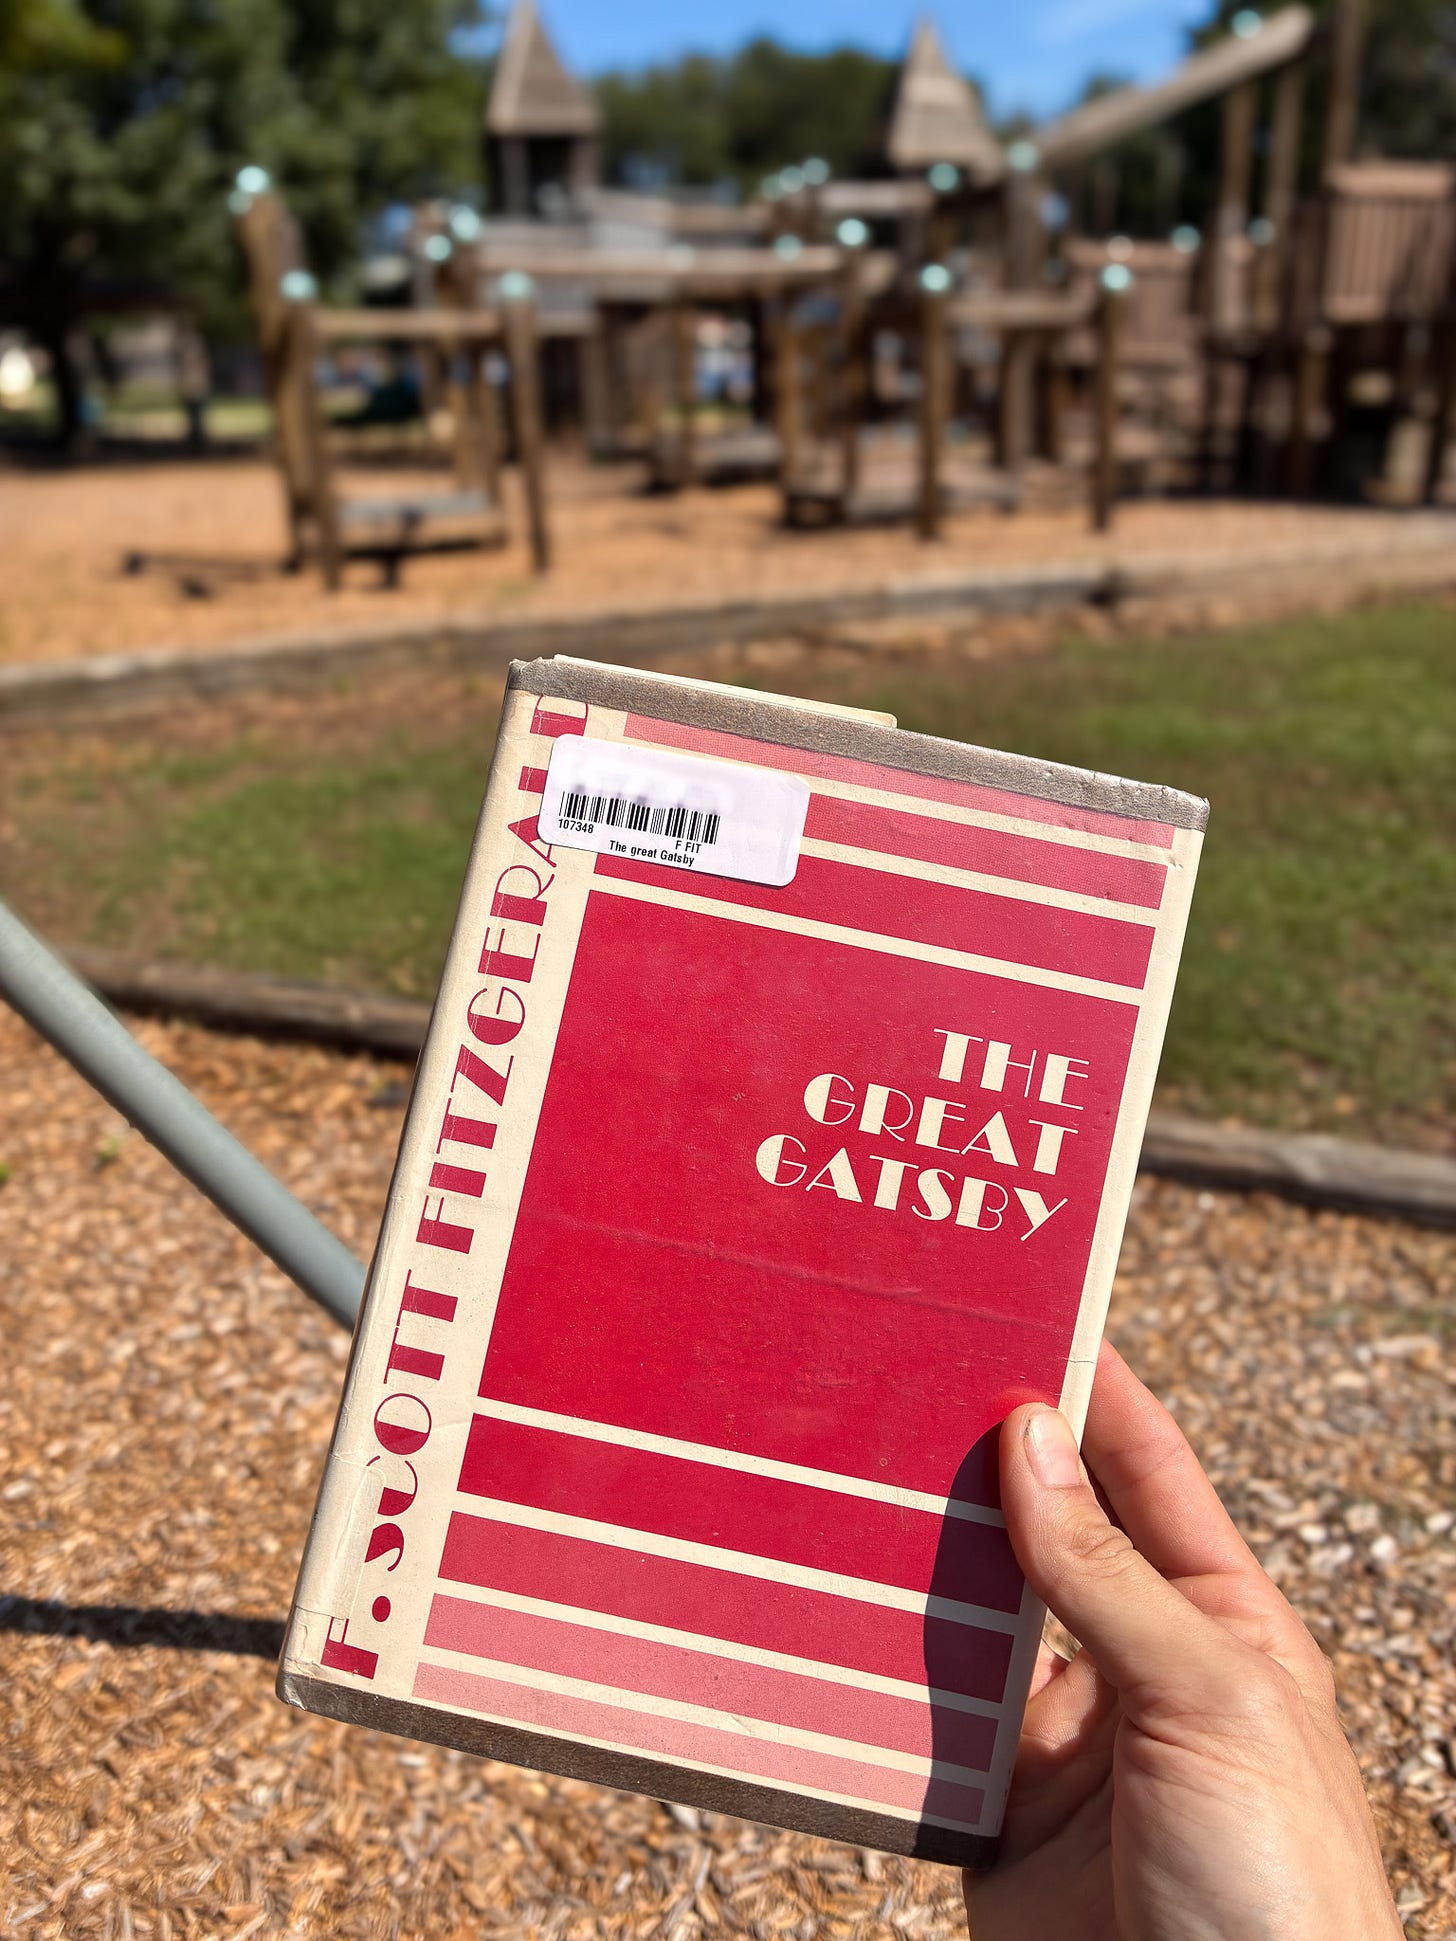 107348
F FIT
The great Gatsby
F. SCOTT FITZGERALD
THE
GREAT
GATSBY